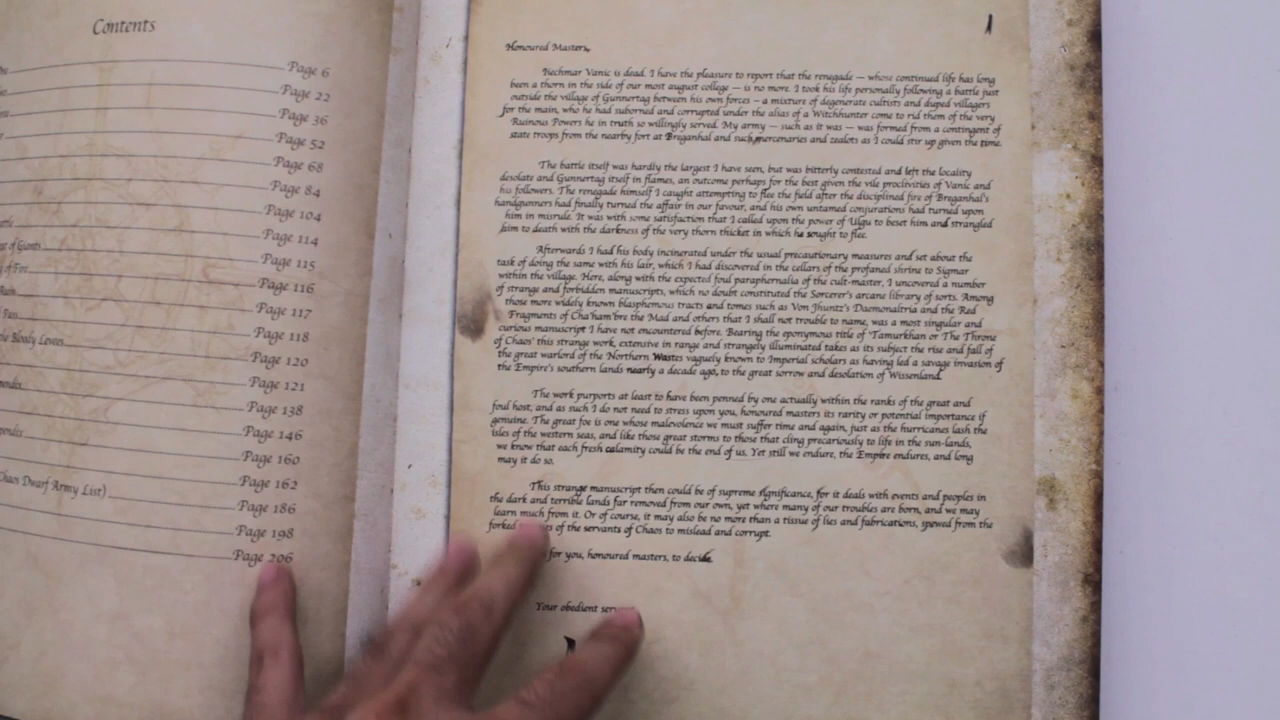 Contents
Page 6
Page 22
Page 36
Page 52
Page 68
Page 84
Page 104
Page 114
of Giants Page 115
of Fire Page 116
Page 117
Pass Page 118
Bloody Levees Page 120
Page 121
Page 138
Page 146
Page 160
Page 162
Chaos Dwarf Army List) Page 186
Page 198
Page 206
Honoured Masters,
Nechmar Vanic is dead. I have the pleasure to report that the renegade — whose continued life has long
been a thorn in the side of our most august college — is no more. I took his life personally following a battle just
outside the village of Gunnertag between his own forces – a mixture of degenerate cultists and duped villagers
for the main, who he had suborned and corrupted under the alias of a Witchhunter come to rid them of the very
Ruinous Powers he in truth so willingly served. My army — such as it was — was formed from a contingent of
state troops from the nearby fort at Breganhal and such mercenaries and zealots as I could stir up given the time.
The battle itself was hardly the largest I have seen, but was bitterly contested and left the locality
desolate and Gunnertag itself in flames, an outcome perhaps for the best given the vile proclivities of Vanic and
his followers. The renegade himself I caught attempting to flee the field after the disciplined fire of Breganhal's
handgunners had finally turned the affair in our favour, and his own untamed conjurations had turned upon
him in misrule. It was with some satisfaction that I called upon the power of Ulgu to beset him and strangled
him to death with the darkness of the very thorn thicket in which he sought to flee.
Afterwards I had his body incinerated under the usual precautionary measures and set about the
task of doing the same with his lair, which I had discovered in the cellars of the profaned shrine to Sigmar
within the village. Here, along with the expected foul paraphernalia of the cult-master, I uncovered a number
of strange and forbidden manuscripts, which no doubt constituted the Sorcerer's arcane library of sorts. Among
those more widely known blasphemous tracts and tomes such as Von Jhuntz's Daemonaltria and the Red
Fragments of Cha'ham'bre the Mad and others that I shall not trouble to name, was a most singular and
curious manuscript I have not encountered before. Bearing the eponymous title of 'Tamurkhan or The Throne
of Chaos' this strange work, extensive in range and strangely illuminated takes as its subject the rise and fall of
the great warlord of the Northern Wastes vaguely known to Imperial scholars as having led a savage invasion of
the Empire's southern lands nearly a decade ago, to the great sorrow and desolation of Wissenland.
The work purports at least to have been penned by one actually within the ranks of the great and
foul host, and as such I do not need to stress upon you, honoured masters its rarity or potential importance if
genuine. The great foe is one whose malevolence we must suffer time and again, just as the hurricanes lash the
isles of the western seas, and like those great storms to those that cling precariously to life in the sun-lands,
we know that each fresh calamity could be the end of us. Yet still we endure, the Empire endures, and long
may it do so.
This strange manuscript then could be of supreme significance, for it deals with events and peoples in
the dark and terrible lands far removed from our own, yet where many of our troubles are born, and we may
learn much from it. Or of course, it may also be no more than a tissue of lies and fabrications, spewed from the
forked of the servants of Chaos to mislead and corrupt.
for you, honoured masters, to decide.
Your obedient